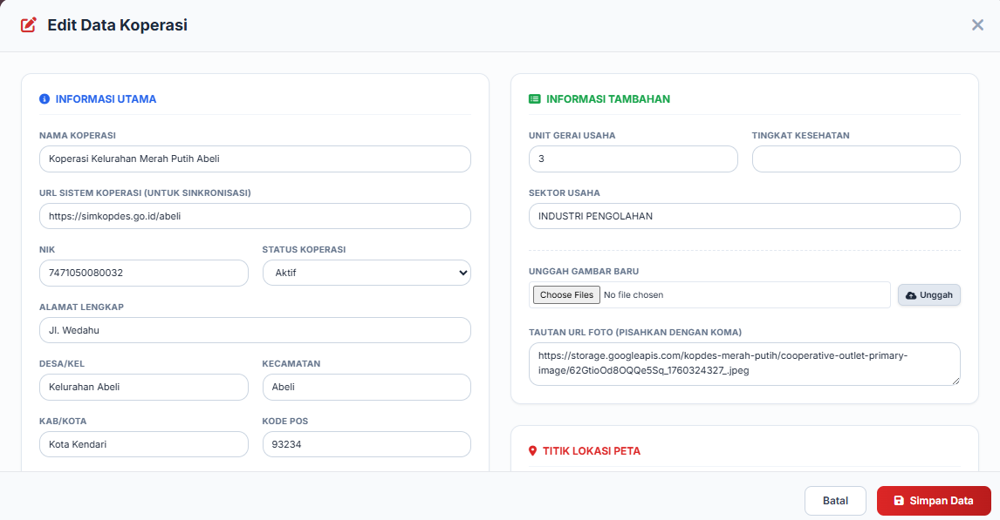 Edit Data Koperasi
INFORMASI UTAMA
NAMA KOPERASI
Koperasi Kelurahan Merah Putih Abeli
URL SISTEM KOPERASI (UNTUK SINKRONISASI)
https://simkopdes.go.id/abeli
NIK
STATUS KOPERASI
7471050080032
Aktif
ALAMAT LENGKAP
Jl. Wedahu
DESA/KEL
KECAMATAN
Kelurahan Abeli
Abeli
KAB/KOTA
KODE POS
Kota Kendari
93234
INFORMASI TAMBAHAN
UNIT GERAI USAHA
TINGKAT KESEHATAN
3
SEKTOR USAHA
INDUSTRI PENGOLAHAN
UNGGAH GAMBAR BARU
Choose Files No file chosen
Unggah
TAUTAN URL FOTO (PISAHKAN DENGAN KOMA)
https://storage.googleapis.com/kopdes-merah-putih/cooperative-outlet-primary-
image/62GtioOd8OQQe5Sq_1760324327_.jpeg
TITIK LOKASI PETA
Batal
Simpan Data